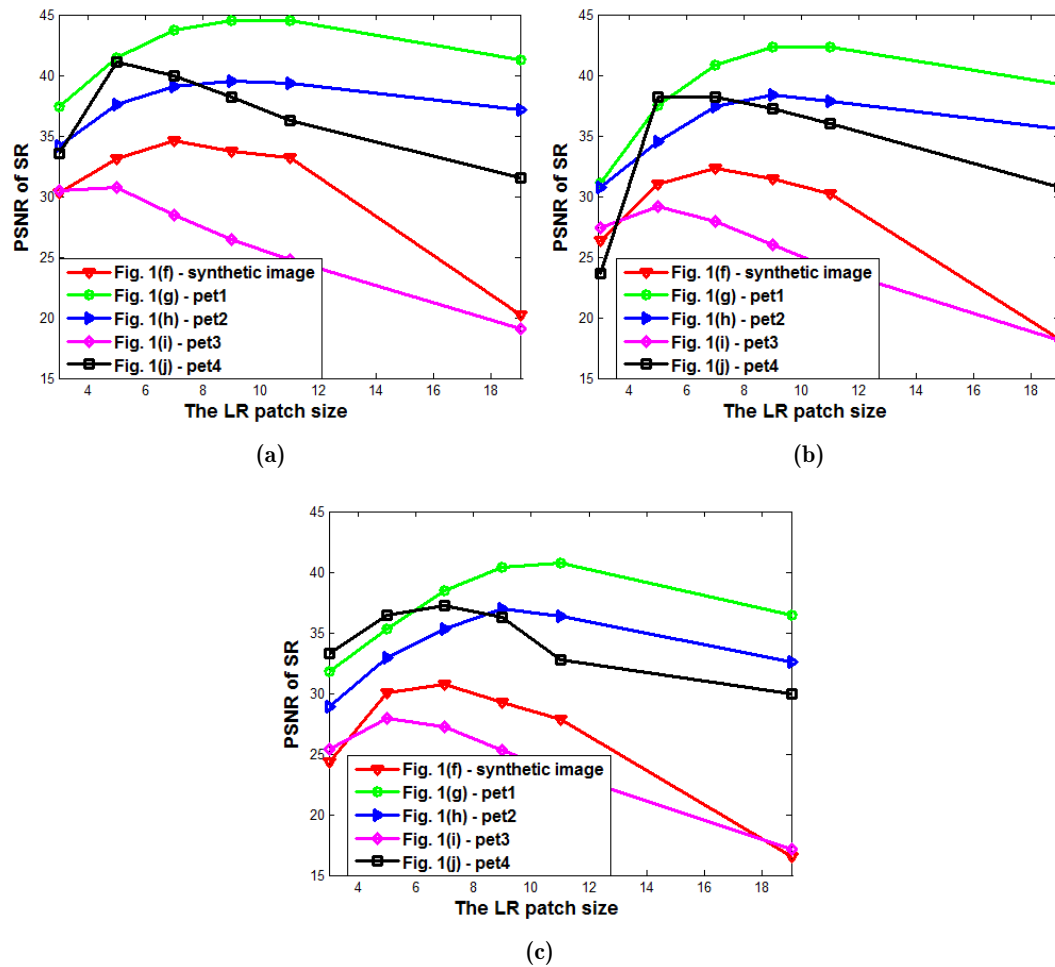 45
40
35
30
25
20
15
PSNR of SR
Fig. 1(f) - synthetic image
Fig. 1(g) - pet1
Fig. 1(h) - pet2
Fig. 1(i) - pet3
Fig. 1(j) - pet4
4 6 8 10 12 14 16 18
The LR patch size
(a)
45
40
35
30
25
20
15
PSNR of SR
Fig. 1(f) - synthetic image
Fig. 1(g) - pet1
Fig. 1(h) - pet2
Fig. 1(i) - pet3
Fig. 1(j) - pet4
4 6 8 10 12 14 16 18
The LR patch size
(b)
45
40
35
30
25
20
15
PSNR of SR
Fig. 1(f) - synthetic image
Fig. 1(g) - pet1
Fig. 1(h) - pet2
Fig. 1(i) - pet3
Fig. 1(j) - pet4
4 6 8 10 12 14 16 18
The LR patch size
(c)